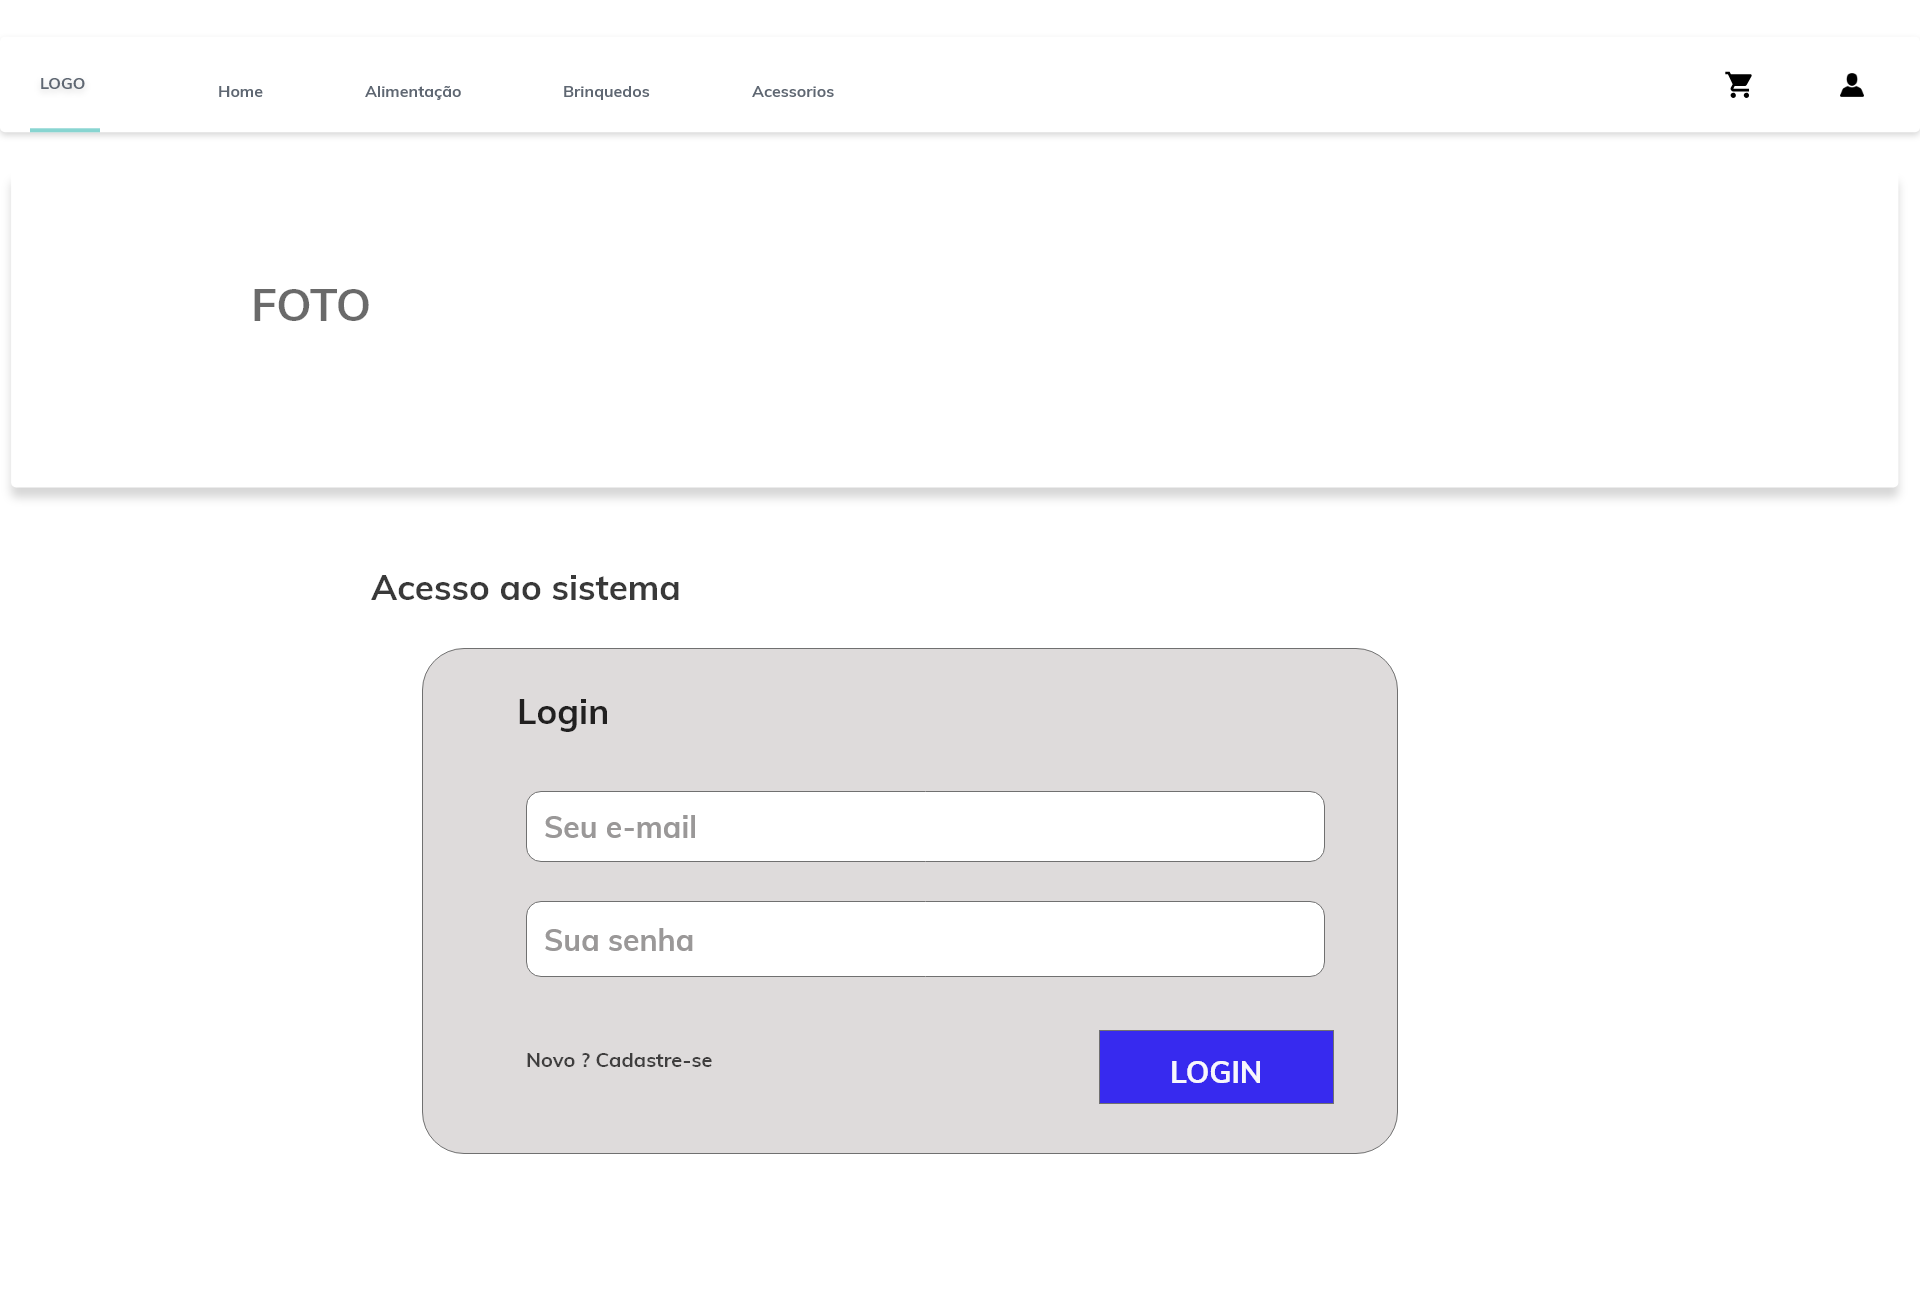 LOGO
Home
Alimentação
Brinquedos
Acessorios
FOTO
Acesso ao sistema
Login
Seu e-mail
Sua senha
Novo ? Cadastre-se
LOGIN